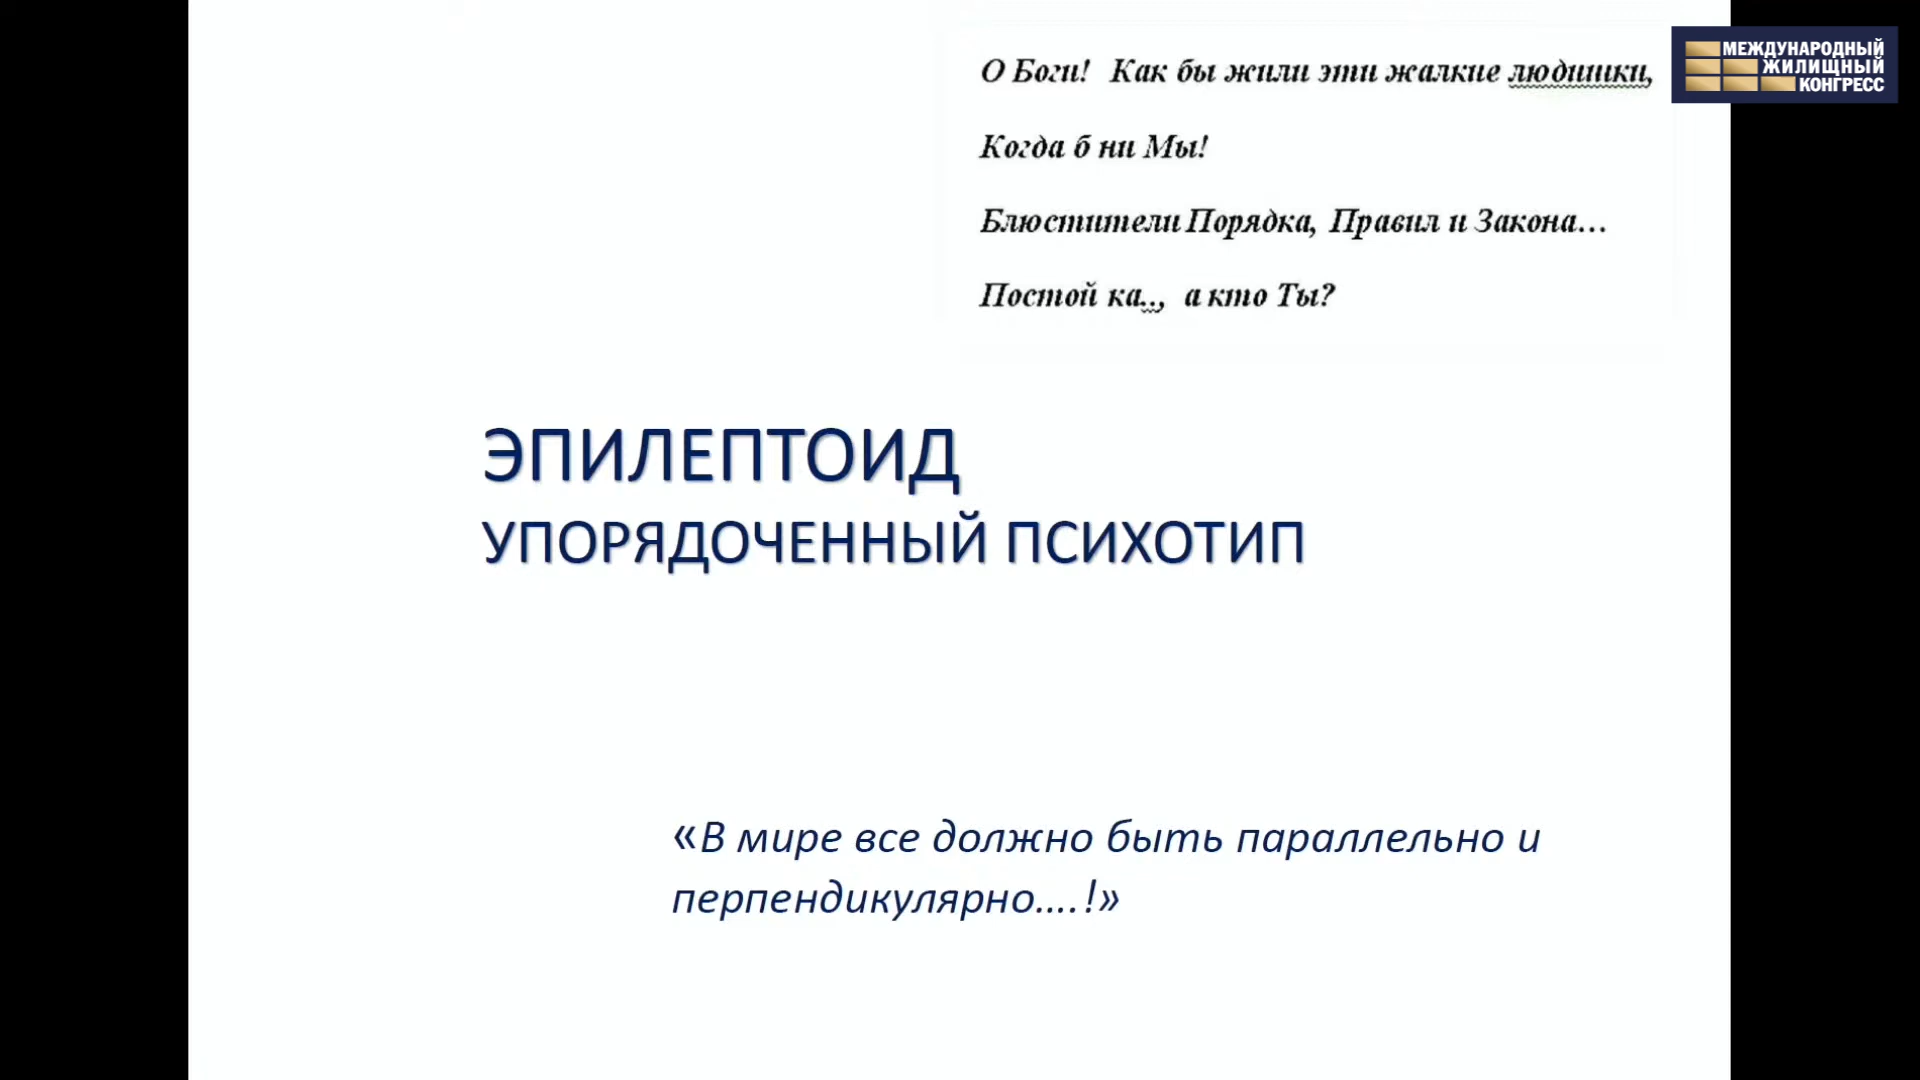 О Боги! Как бы жили эти жалкие людишки,
Когда б ни Мы!
Блюстители Порядка, Правил и Закона...
Постой ка.., а кто Ты?
МЕЖДУНАРОДНЫЙ
ЖИЛИЩНЫЙ
КОНГРЕСС
ЭПИЛЕПТОИД
УПОРЯДОЧЕННЫЙ ПСИХОТИП
«В мире все должно быть параллельно и
перпендикулярно....!»